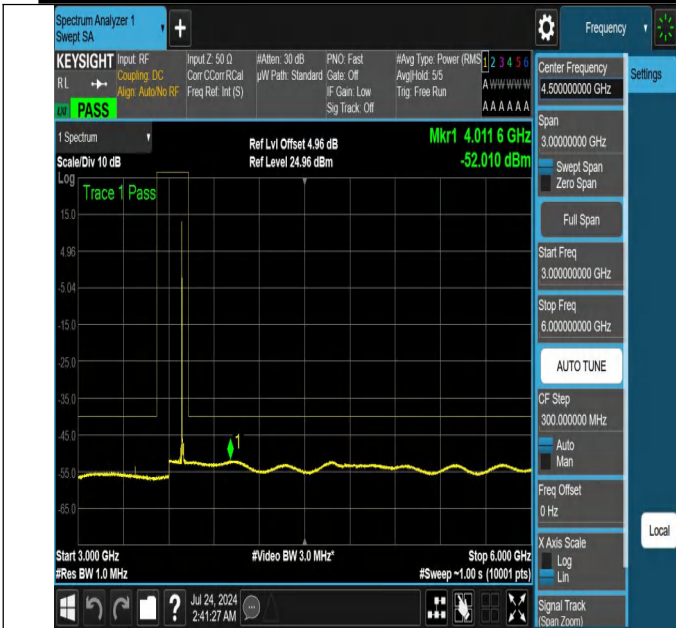 Spectrum Analyzer 1
Swept SA
+
Frequency
KEYSIGHT
RL
PASS
Input: RF
Coupling: DC
Align: Auto/No RF
Input Z: 50 Ω
Corr CCorr RCal
Freq Ref: Int (S)
#Atten: 30 dB
µW Path: Standard
PNO: Fast
Gate: Off
IF Gain: Low
Sig Track: Off
#Avg Type: Power (RMS
Avg|Hold: 5/5
Trig: Free Run
1 2 3 4 5 6
A W W W W W
A A A A A A
1 Spectrum
Scale/Div 10 dB
Log
Ref Lvl Offset 4.96 dB
Ref Level 24.96 dBm
Mkr1 4.011 6 GHz
-52.010 dBm
Trace 1 Pass
15.0
4.96
-5.04
-15.0
-25.0
-35.0
-45.0
-55.0
-65.0
1
Start 3.000 GHz
#Res BW 1.0 MHz
#Video BW 3.0 MHz*
Stop 6.000 GHz
#Sweep ~1.00 s (10001 pts)
Jul 24, 2024
2:41:27 AM
Center Frequency
4.500000000 GHz
Settings
Span
3.00000000 GHz
Swept Span
Zero Span
Full Span
Start Freq
3.000000000 GHz
Stop Freq
6.000000000 GHz
AUTO TUNE
CF Step
300.000000 MHz
Auto
Man
Freq Offset
0 Hz
X Axis Scale
Log
Lin
Local
Signal Track
(Span Zoom)